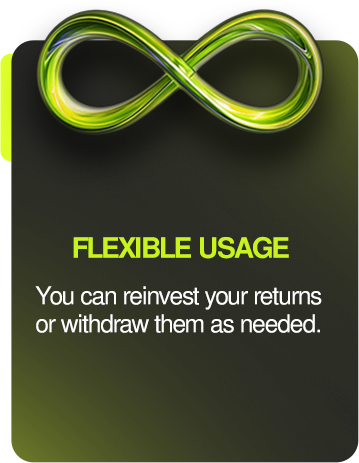 FLEXIBLE USAGE
You can reinvest your returns
or withdraw them as needed.